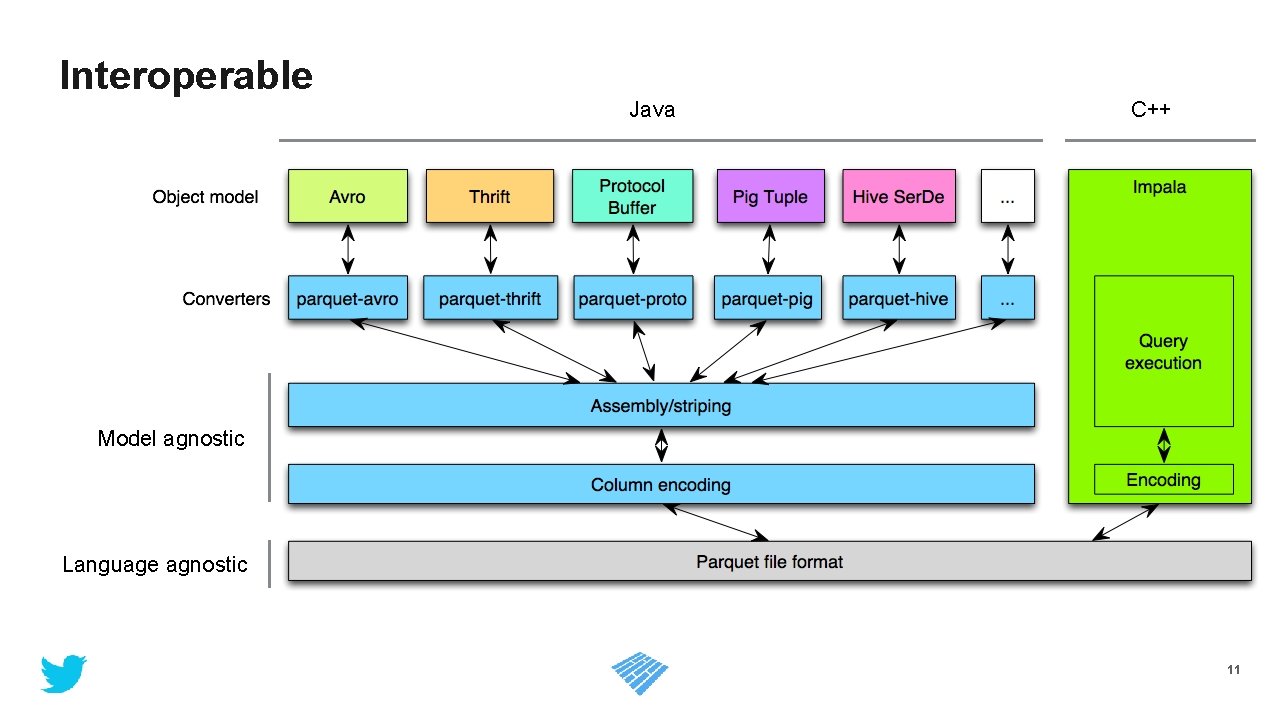 Interoperable
Java
C++
Object model
Avro
Thrift
Protocol
Buffer
Pig Tuple
Hive SerDe
...
Impala
Converters
parquet-avro
parquet-thrift
parquet-proto
parquet-pig
parquet-hive
...
Query
execution
Assembly/striping
Model agnostic
Column encoding
Encoding
Language agnostic
Parquet file format
11